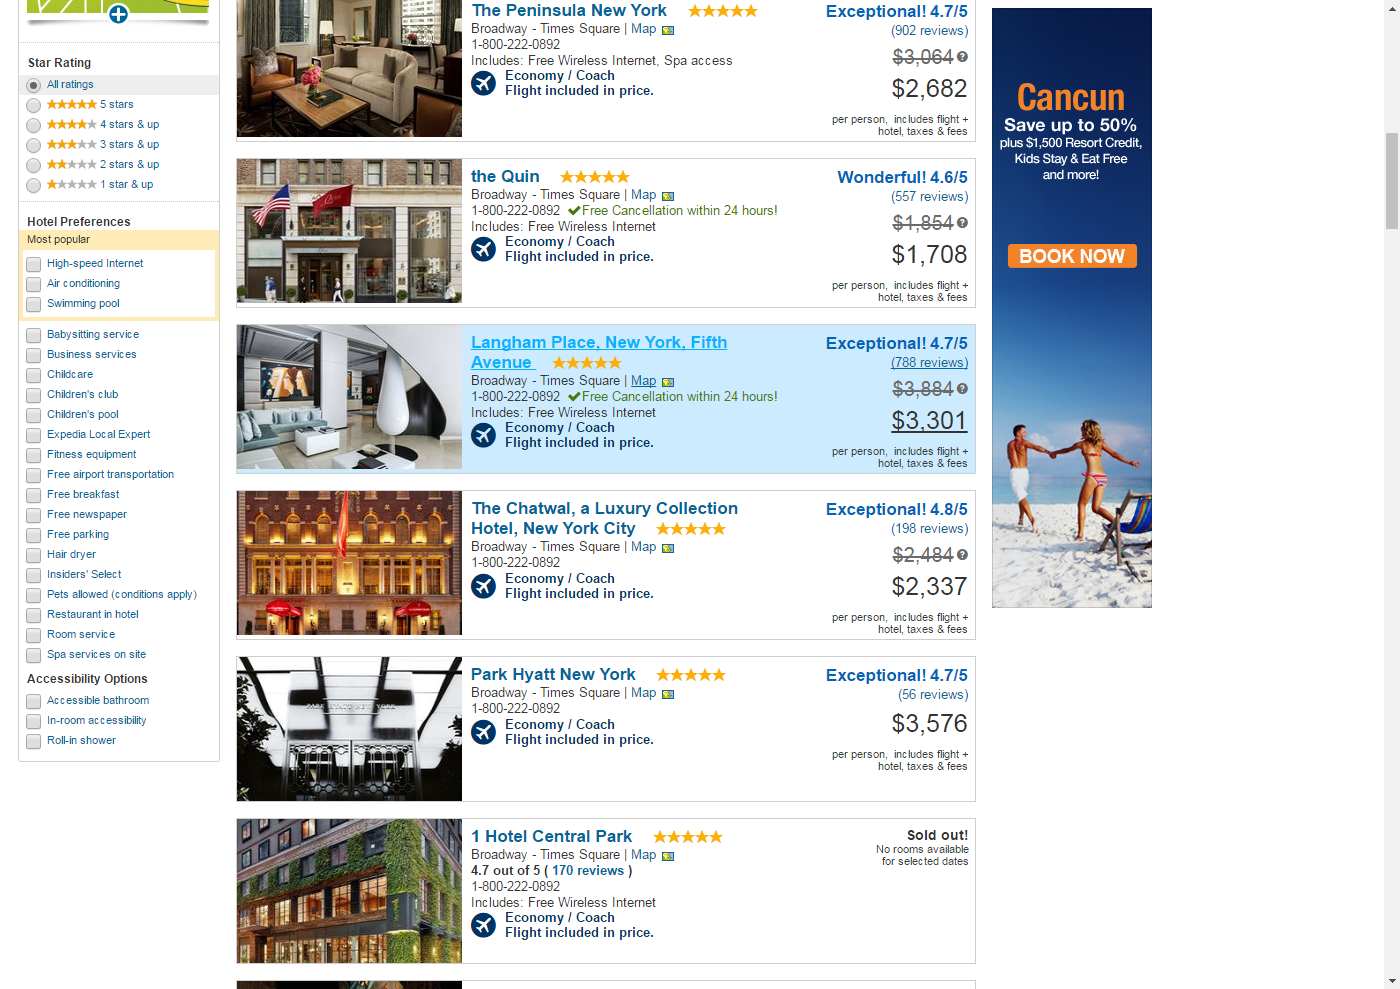 Star Rating
All ratings
5 stars
4 stars & up
3 stars & up
2 stars & up
1 star & up
Hotel Preferences
Most popular
High-speed Internet
Air conditioning
Swimming pool
Babysitting service
Business services
Childcare
Children's club
Children's pool
Expedia Local Expert
Fitness equipment
Free airport transportation
Free breakfast
Free newspaper
Free parking
Hair dryer
Insiders' Select
Pets allowed (conditions apply)
Restaurant in hotel
Room service
Spa services on site
Accessibility Options
Accessible bathroom
In-room accessibility
Roll-in shower
The Peninsula New York
Broadway - Times Square | Map
1-800-222-0892
Includes: Free Wireless Internet, Spa access
Economy / Coach
Flight included in price.
Exceptional! 4.7/5
(902 reviews)
$3,064
$2,682
per person, includes flight +
hotel, taxes & fees
the Quin
Broadway - Times Square | Map
1-800-222-0892 Free Cancellation within 24 hours!
Includes: Free Wireless Internet
Economy / Coach
Flight included in price.
Wonderful! 4.6/5
(557 reviews)
$1,854
$1,708
per person, includes flight +
hotel, taxes & fees
Langham Place, New York, Fifth
Avenue
Broadway - Times Square | Map
1-800-222-0892 Free Cancellation within 24 hours!
Includes: Free Wireless Internet
Economy / Coach
Flight included in price.
Exceptional! 4.7/5
(788 reviews)
$3,884
$3,301
per person, includes flight +
hotel, taxes & fees
The Chatwal, a Luxury Collection
Hotel, New York City
Broadway - Times Square | Map
1-800-222-0892
Economy / Coach
Flight included in price.
Exceptional! 4.8/5
(198 reviews)
$2,484
$2,337
per person, includes flight +
hotel, taxes & fees
PARK HYATT NEW YORK
Park Hyatt New York
Broadway - Times Square | Map
1-800-222-0892
Economy / Coach
Flight included in price.
Exceptional! 4.7/5
(56 reviews)
$3,576
per person, includes flight +
hotel, taxes & fees
1 Hotel Central Park
Broadway - Times Square | Map
4.7 out of 5 ( 170 reviews )
1-800-222-0892
Includes: Free Wireless Internet
Economy / Coach
Flight included in price.
Sold out!
No rooms available
for selected dates
Cancun
Save up to 50%
plus $1,500 Resort Credit,
Kids Stay & Eat Free
and more!
BOOK NOW